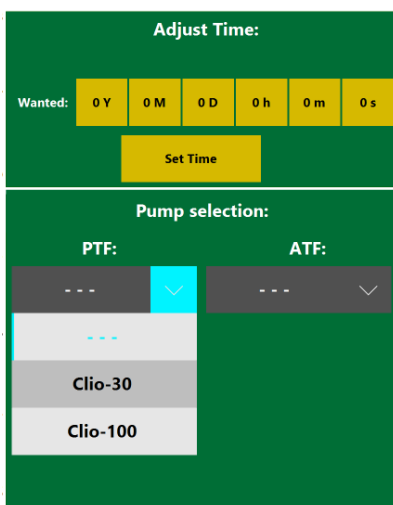 Adjust Time:
Wanted: 0 Y 0 M 0 D 0 h 0 m 0 s
Set Time
Pump selection:
PTF: ATF:
- - - - - -
- - -
Clio-30
Clio-100